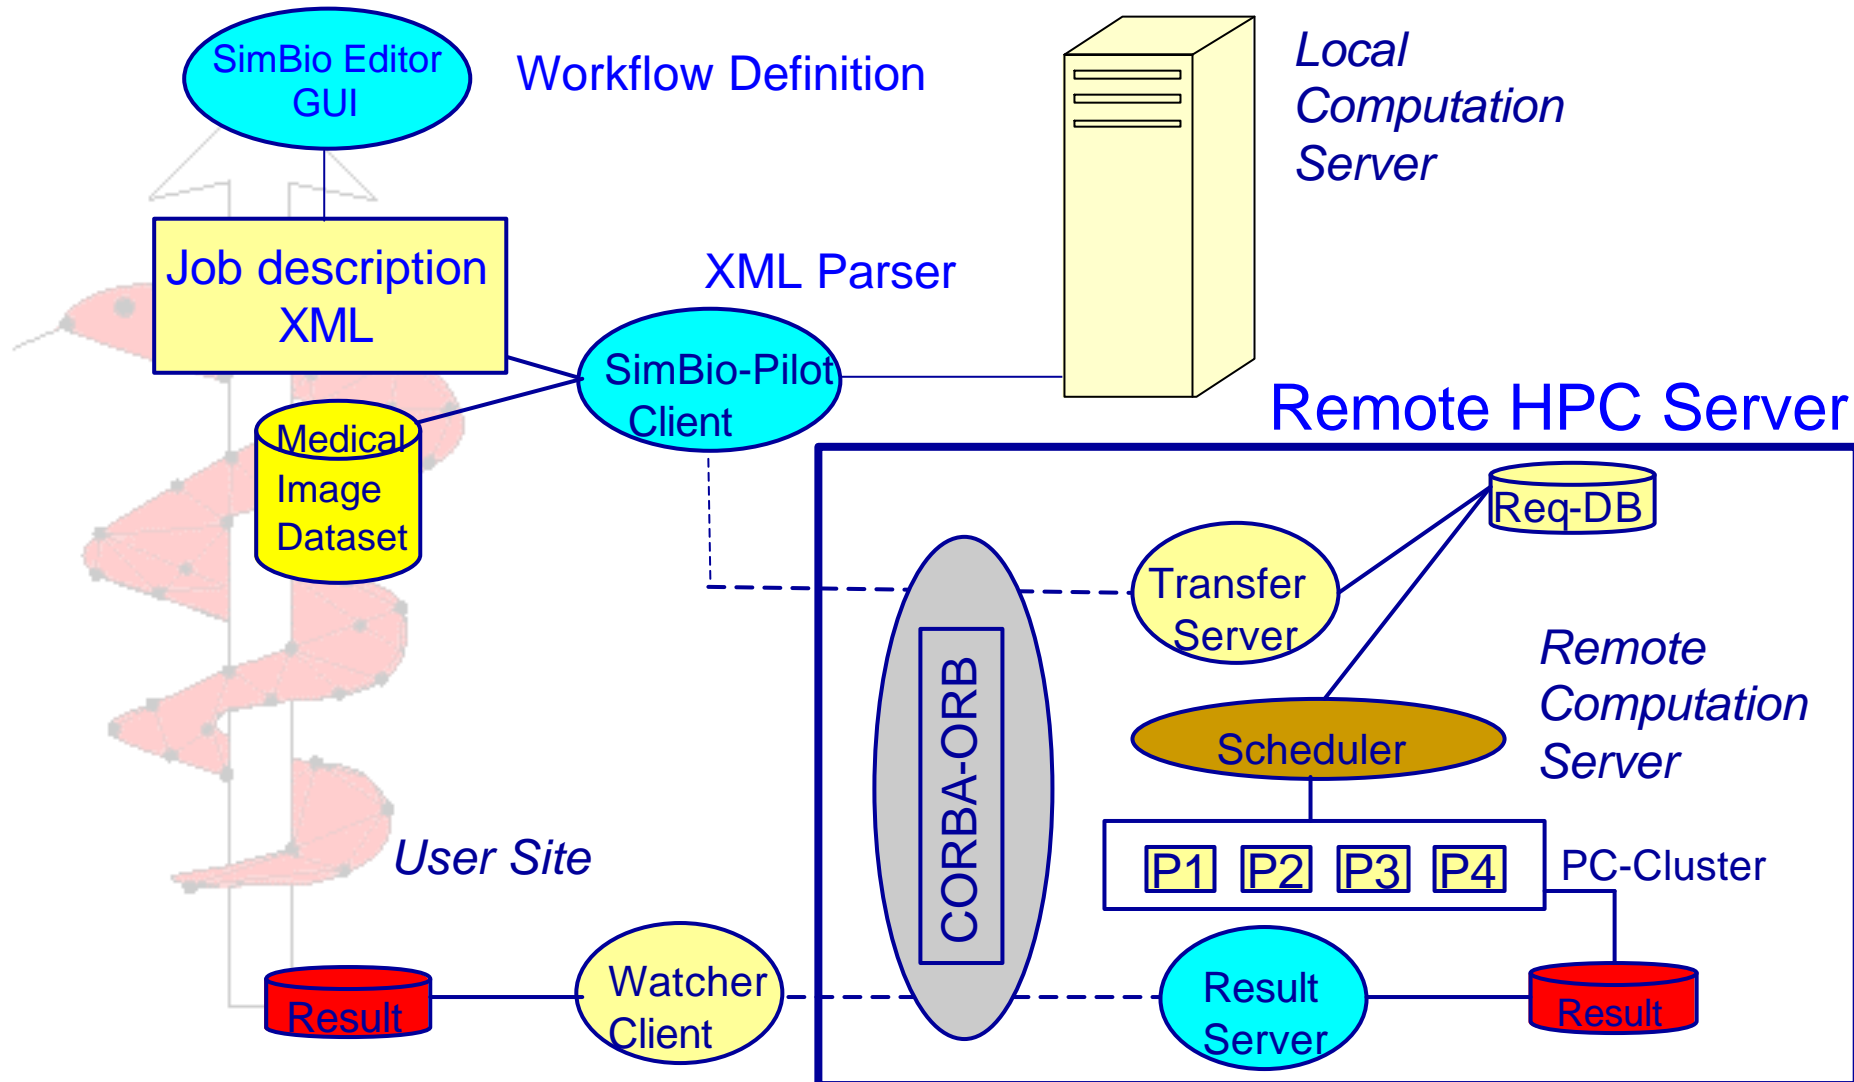 SimBio Editor
GUI
Workflow Definition
Local
Computation
Server
Job description
XML
XML Parser
SimBio-Pilot
Client
Remote HPC Server
Medical
Image
Dataset
Req-DB
Transfer
Server
Remote
Computation
Server
CORBA-ORB
Scheduler
User Site
P1 P2 P3 P4
PC-Cluster
Result
Watcher
Client
Result
Server
Result